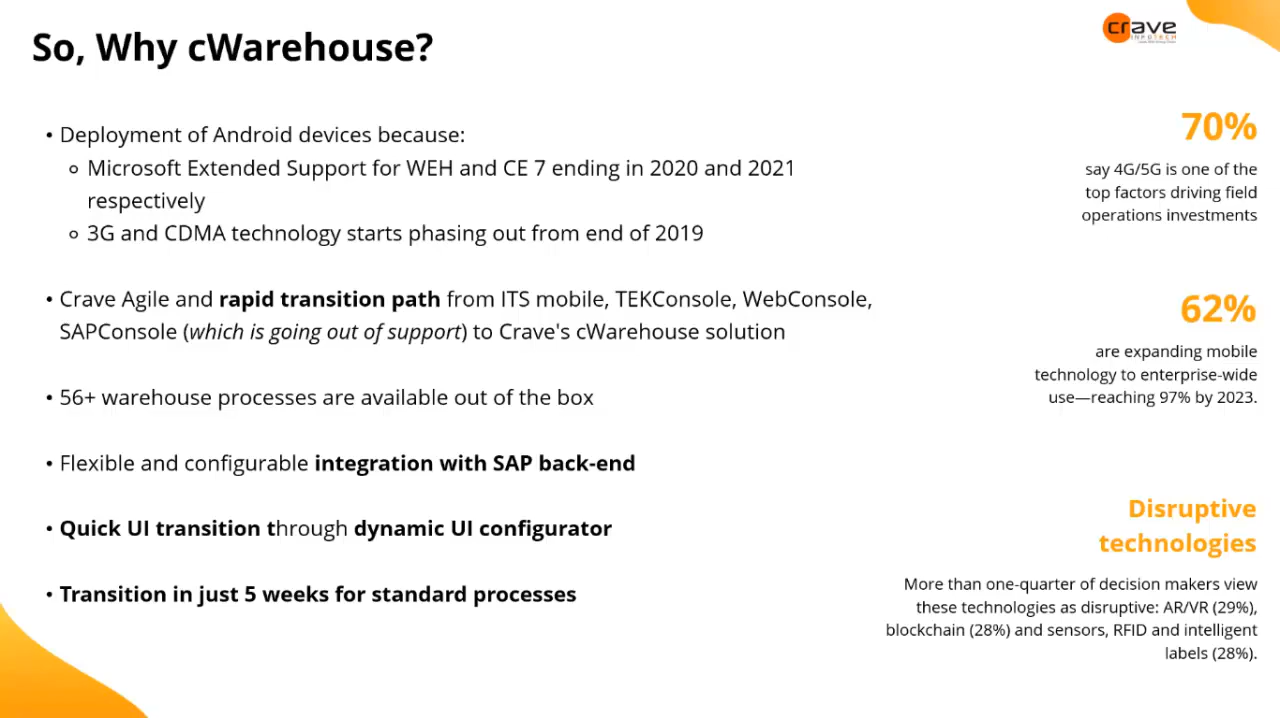 So, Why cWarehouse?
crave
INFOTECH
• Deployment of Android devices because:
Microsoft Extended Support for WEH and CE 7 ending in 2020 and 2021
respectively
3G and CDMA technology starts phasing out from end of 2019
• Crave Agile and rapid transition path from ITS mobile, TEKConsole, WebConsole,
SAPConsole (which is going out of support) to Crave's cWarehouse solution
• 56+ warehouse processes are available out of the box
• Flexible and configurable integration with SAP back-end
• Quick UI transition through dynamic UI configurator
• Transition in just 5 weeks for standard processes
70%
say 4G/5G is one of the
top factors driving field
operations investments
62%
are expanding mobile
technology to enterprise-wide
use—reaching 97% by 2023.
Disruptive
technologies
More than one-quarter of decision makers view
these technologies as disruptive: AR/VR (29%),
blockchain (28%) and sensors, RFID and intelligent
labels (28%).